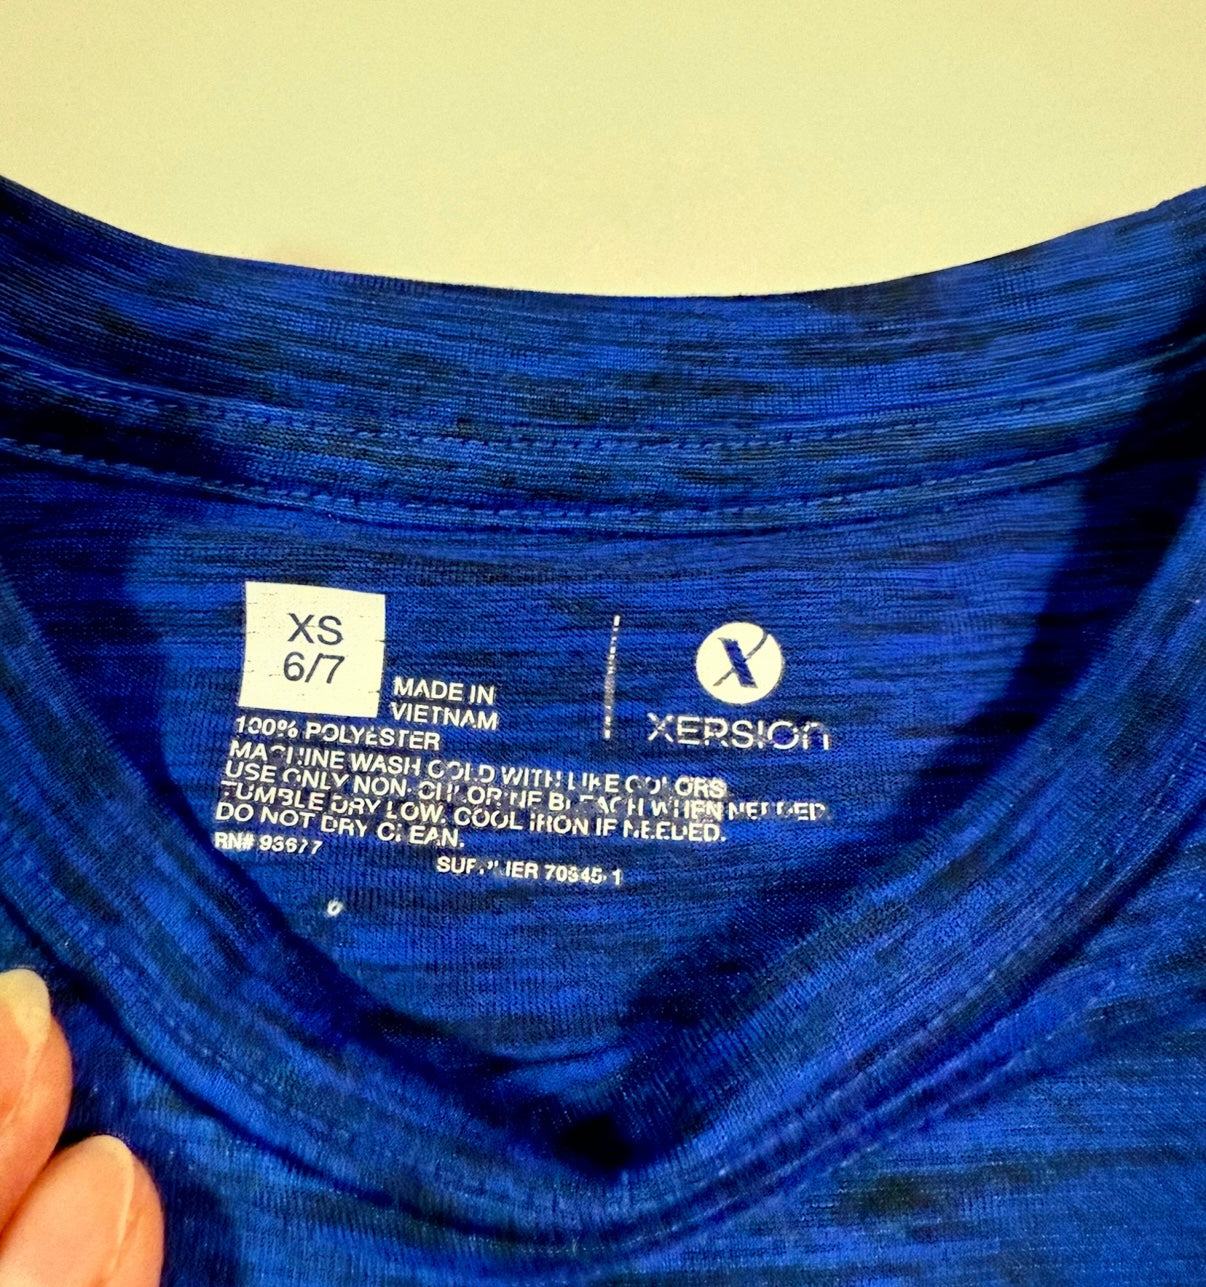 XS
6/7
MADE IN
VIETNAM
X
XERSION
100% POLYESTER
MACHINE WASH COLD WITH LIKE COLORS
USE ONLY NON-CHLORINE BLEACH WHEN NEEDED.
TUMBLE DRY LOW. COOL IRON IF NEEDED.
DO NOT DRY CLEAN.
RN# 93677
SUPPLIER 70345-1